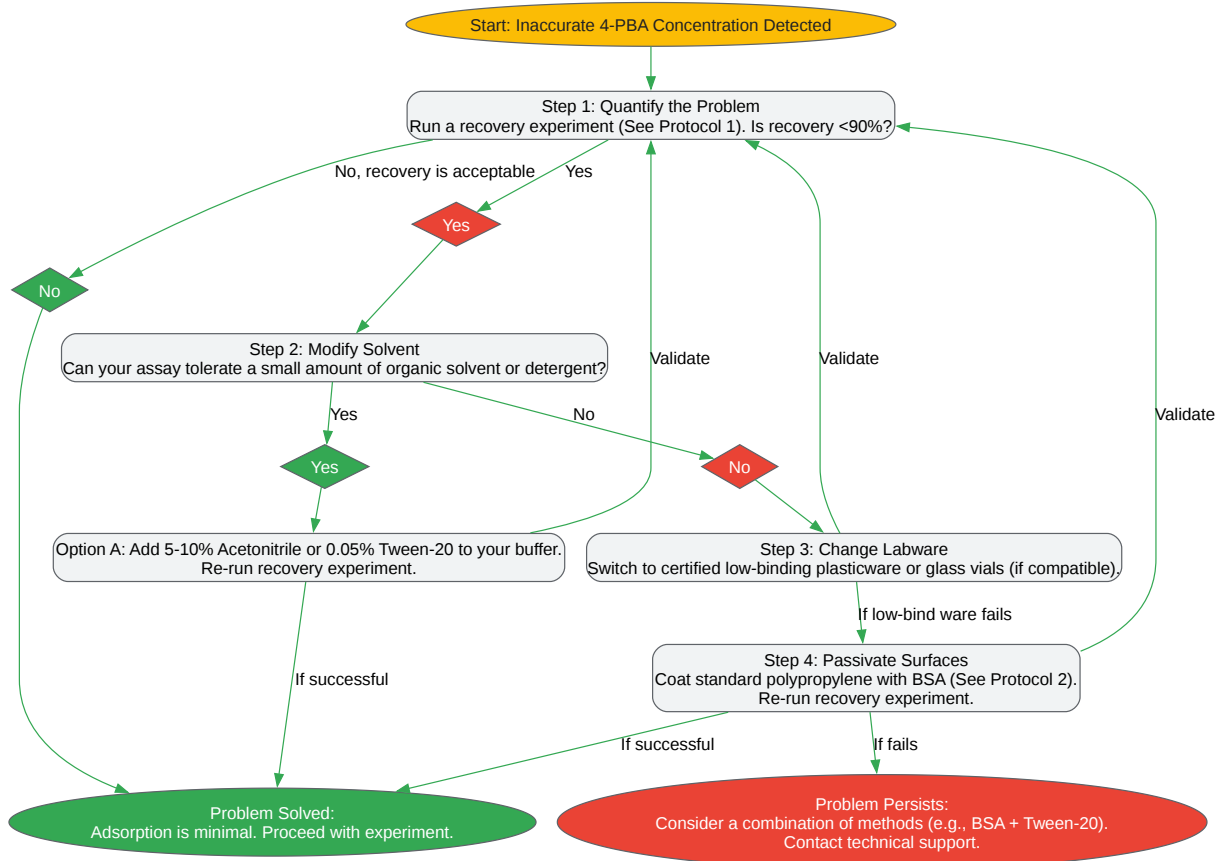 Start: Inaccurate 4-PBA Concentration Detected
Step 1: Quantify the Problem
Run a recovery experiment (See Protocol 1). Is recovery <90%?
No, recovery is acceptable
Yes
Yes
No
Step 2: Modify Solvent
Can your assay tolerate a small amount of organic solvent or detergent?
Validate
Validate
Validate
Yes
No
Yes
No
Option A: Add 5-10% Acetonitrile or 0.05% Tween-20 to your buffer.
Re-run recovery experiment.
Step 3: Change Labware
Switch to certified low-binding plasticware or glass vials (if compatible).
If low-bind ware fails
Step 4: Passivate Surfaces
Coat standard polypropylene with BSA (See Protocol 2).
Re-run recovery experiment.
If successful
If successful
If fails
Problem Solved:
Adsorption is minimal. Proceed with experiment.
Problem Persists:
Consider a combination of methods (e.g., BSA + Tween-20).
Contact technical support.